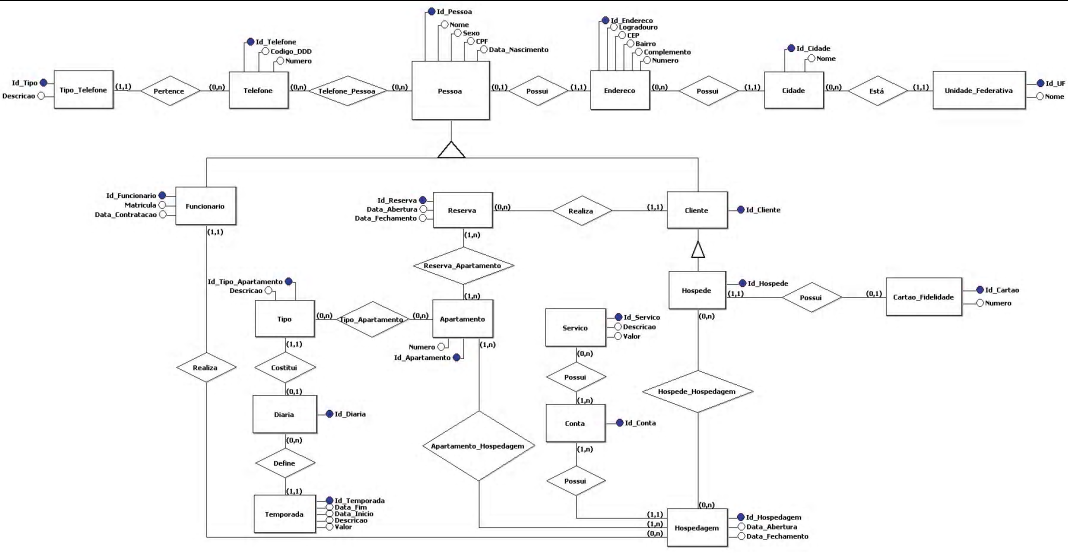 Id_Pessoa
Nome
Sexo
CPF
Data_Nascimento
Id_Endereco
Logradouro
CEP
Bairro
Complemento
Numero
Id_Telefone
Codigo_DDD
Numero
Id_Cidade
Nome
Id_Tipo
Descricao
Tipo_Telefone
(1,1)
Pertence
(0,n)
Telefone
(0,n)
Telefone_Pessoa
(0,n)
Pessoa
(0,1)
Possui
(1,1)
Endereco
(0,n)
Possui
(1,1)
Cidade
(0,n)
Está
(1,1)
Unidade_Federativa
Id_UF
Nome
Id_Funcionario
Matricula
Data_Contratacao
Funcionario
(1,1)
Id_Reserva
Data_Abertura
Data_Fechamento
Reserva
(0,n)
Realiza
(1,1)
Cliente
Id_Cliente
(1,n)
Reserva_Apartamento
(1,n)
Id_Tipo_Apartamento
Descricao
Tipo
(0,n)
Tipo_Apartamento
(0,n)
Apartamento
Numero
Id_Apartamento
(1,n)
Hospede
Id_Hospede
(1,1)
Possui
(0,1)
Cartao_Fidelidade
Id_Cartao
Numero
(0,n)
Servico
Id_Servico
Descricao
Valor
(0,n)
Possui
(1,n)
Conta
Id_Conta
(1,n)
Possui
(1,1)
(1,1)
Costitui
(0,1)
Diaria
Id_Diaria
(0,n)
Define
(1,1)
Temporada
Id_Temporada
Data_Fim
Data_Inicio
Descricao
Valor
Realiza
Apartamento_Hospedagem
Hospede_Hospedagem
(0,n)
(1,n)
(0,n)
Hospedagem
Id_Hospedagem
Data_Abertura
Data_Fechamento